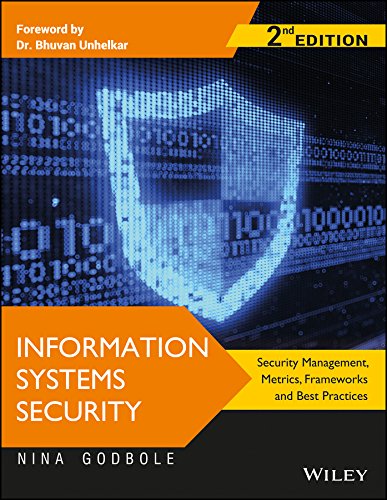 Foreword by
Dr. Bhuvan Unhelkar
2nd EDITION
INFORMATION
SYSTEMS
SECURITY
Security Management,
Metrics, Frameworks
and Best Practices
NINA GODBOLE
WILEY